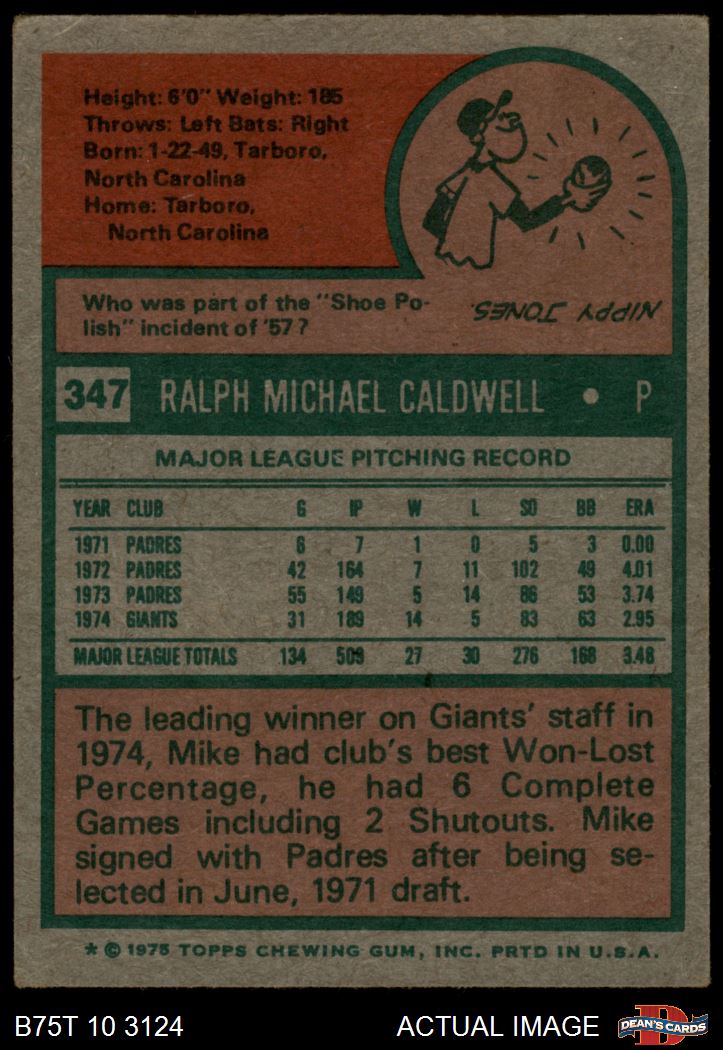 Height: 6'0" Weight: 185
Throws: Left Bats: Right
Born: 1-22-49, Tarboro,
North Carolina
Home: Tarboro,
North Carolina
Who was part of the "Shoe Po-
lish" incident of '57?
NIPPY JONES.
347 RALPH MICHAEL CALDWELL • P
MAJOR LEAGUE PITCHING RECORD
YEAR CLUB G IP W L SO BB ERA
1971 PADRES 6 7 1 0 5 3 0.00
1972 PADRES 42 164 7 11 102 49 4.01
1973 PADRES 55 149 5 14 86 53 3.74
1974 GIANTS 31 189 14 5 83 63 2.95
MAJOR LEAGUE TOTALS 134 509 27 30 276 168 3.48
The leading winner on Giants' staff in
1974, Mike had club's best Won-Lost
Percentage, he had 6 Complete
Games including 2 Shutouts. Mike
signed with Padres after being se-
lected in June, 1971 draft.
* © 1975 TOPPS CHEWING GUM, INC. PRTD IN U.S.A.
B75T 10 3124 ACTUAL IMAGE D DEAN'S CARDS